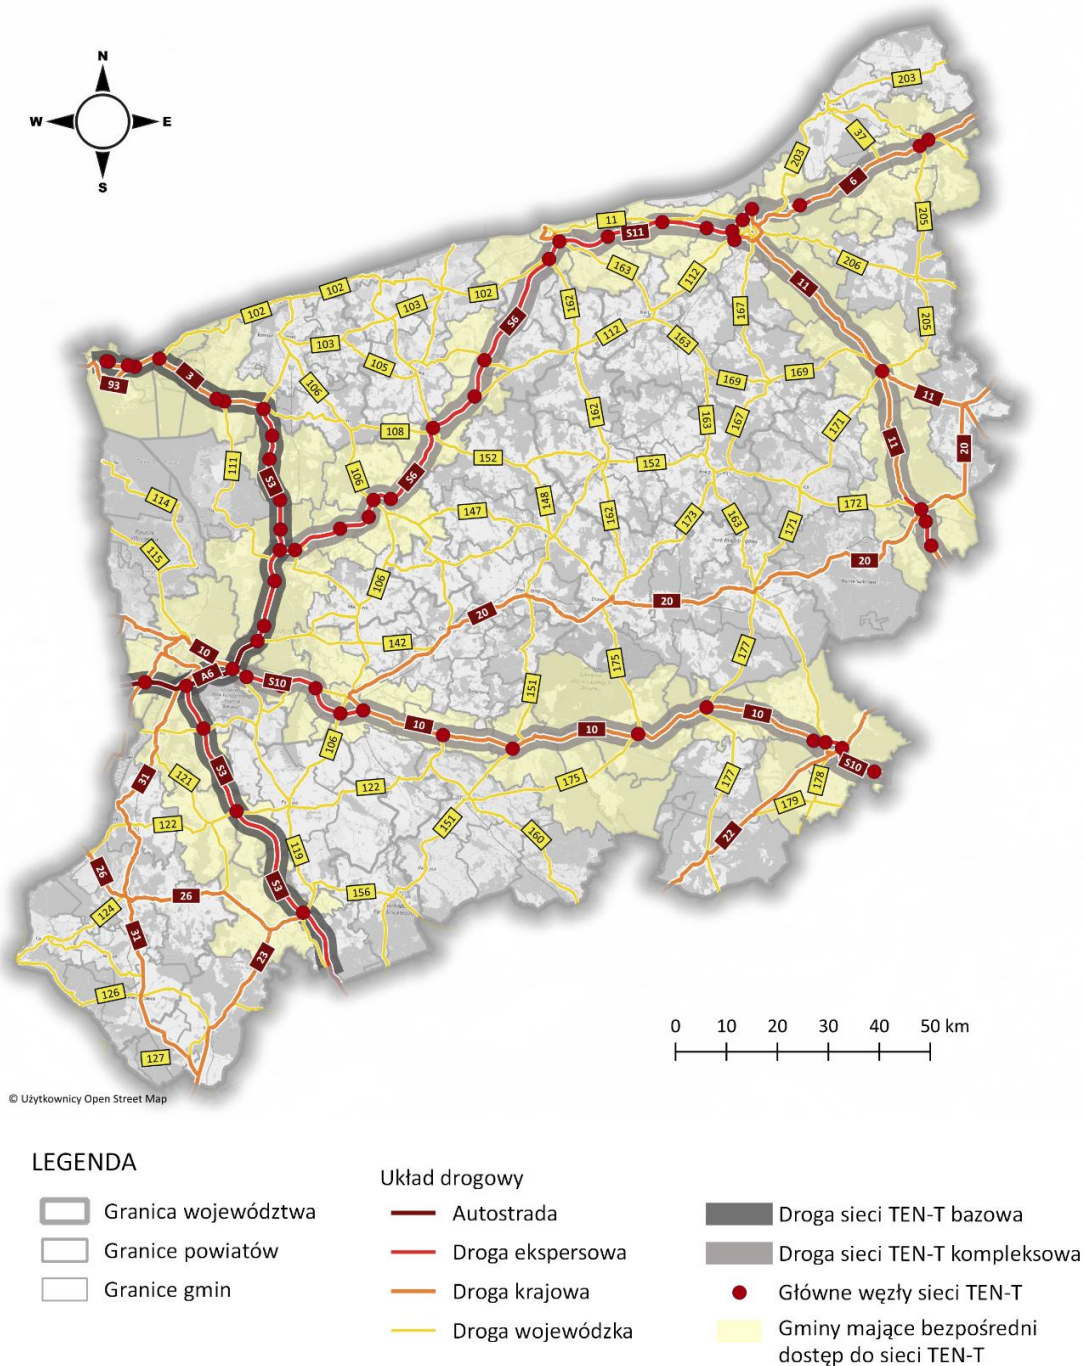 N
W E
S
203
37
203
6
205
11
S11
163
112
206
11
102
102
103
102
162
167
205
S6
112
163
103
105
93
3
106
169
169
11
162
163
167
171
11
20
108
111
S3
106
S6
152
152
114
148
147
162
173
163
171
172
115
106
20
20
20
142
10
A6
S10
175
177
151
10
10
10
106
S10
31
121
S3
122
175
177
178
179
122
151
160
22
119
26
S3
156
26
124
31
23
126
127
0 10 20 30 40 50 km
© Użytkownicy Open Street Map
LEGENDA
Granica województwa
Granice powiatów
Granice gmin
Układ drogowy
Autostrada
Droga ekspersowa
Droga krajowa
Droga wojewódzka
Droga sieci TEN-T bazowa
Droga sieci TEN-T kompleksowa
Główne węzły sieci TEN-T
Gminy mające bezpośredni
dostęp do sieci TEN-T